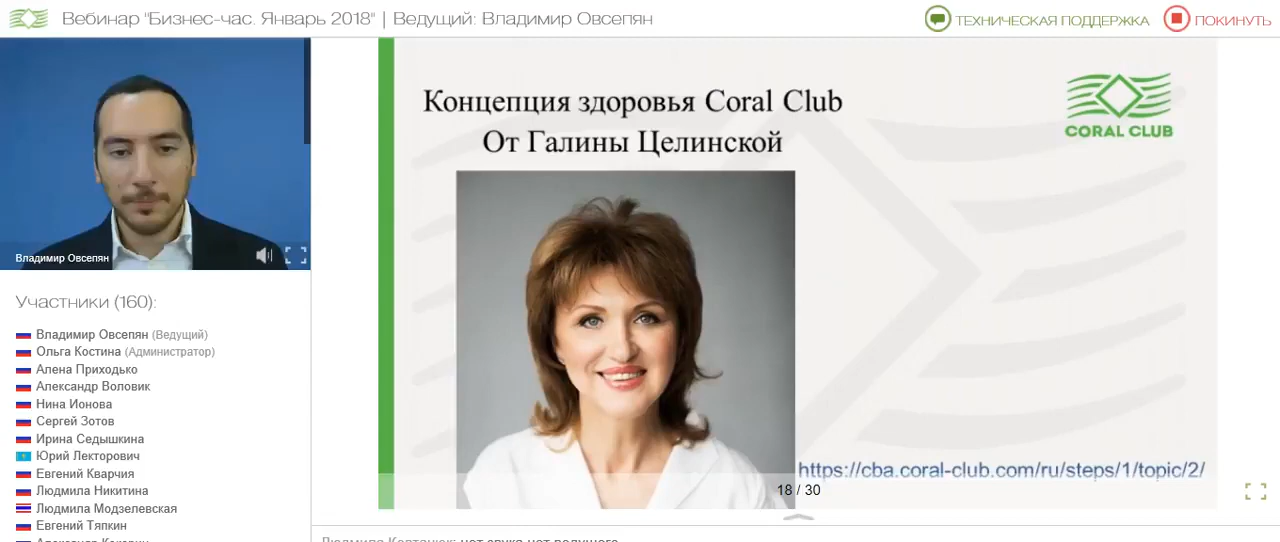 Вебинар "Бизнес-час. Январь 2018" | Ведущий: Владимир Овсепян
ТЕХНИЧЕСКАЯ ПОДДЕРЖКА
ПОКИНУТЬ
Владимир Овсепян
Участники (160):
Владимир Овсепян (Ведущий)
Ольга Костина (Администратор)
Алена Приходько
Александр Воловик
Нина Ионова
Сергей Зотов
Ирина Седышкина
Юрий Лекторович
Евгений Кварчия
Людмила Никитина
Людмила Модзелевская
Евгений Тяпкин
Концепция здоровья Coral Club
От Галины Целинской
CORAL CLUB
https://cba.coral-club.com/ru/steps/1/topic/2/
18 / 30